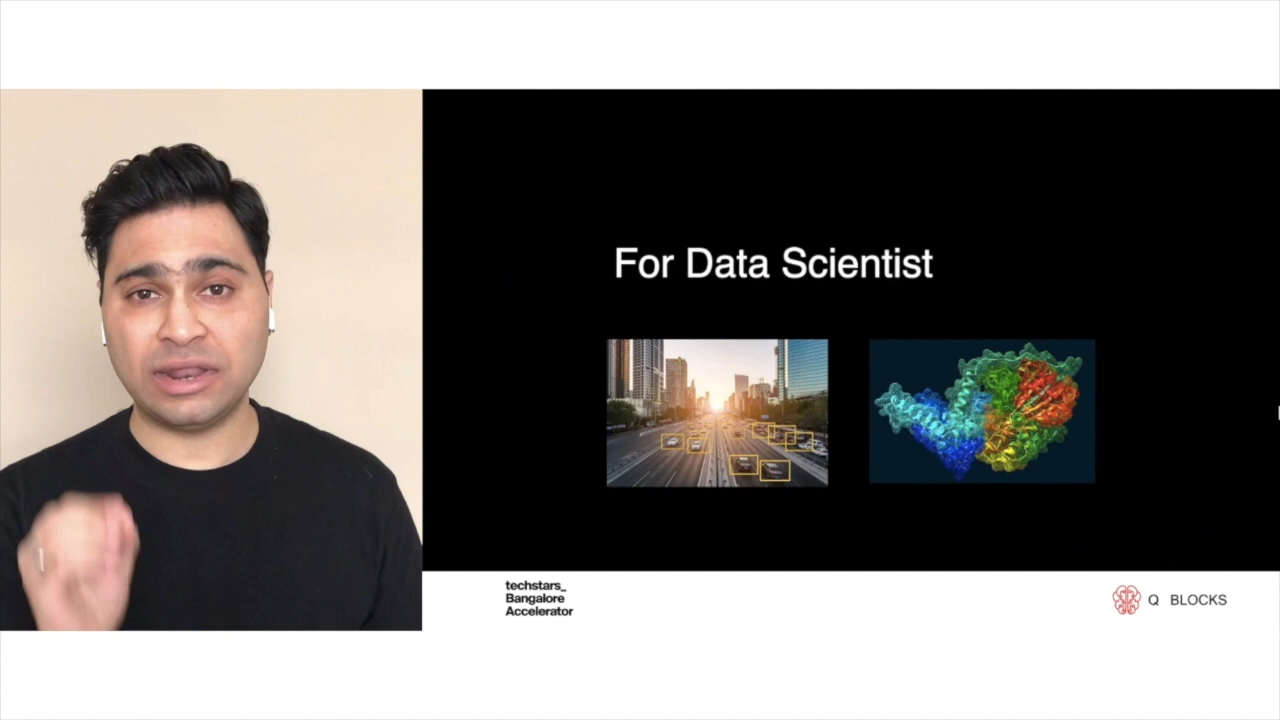 For Data Scientist
techstars_
Bangalore
Accelerator
Q BLOCKS